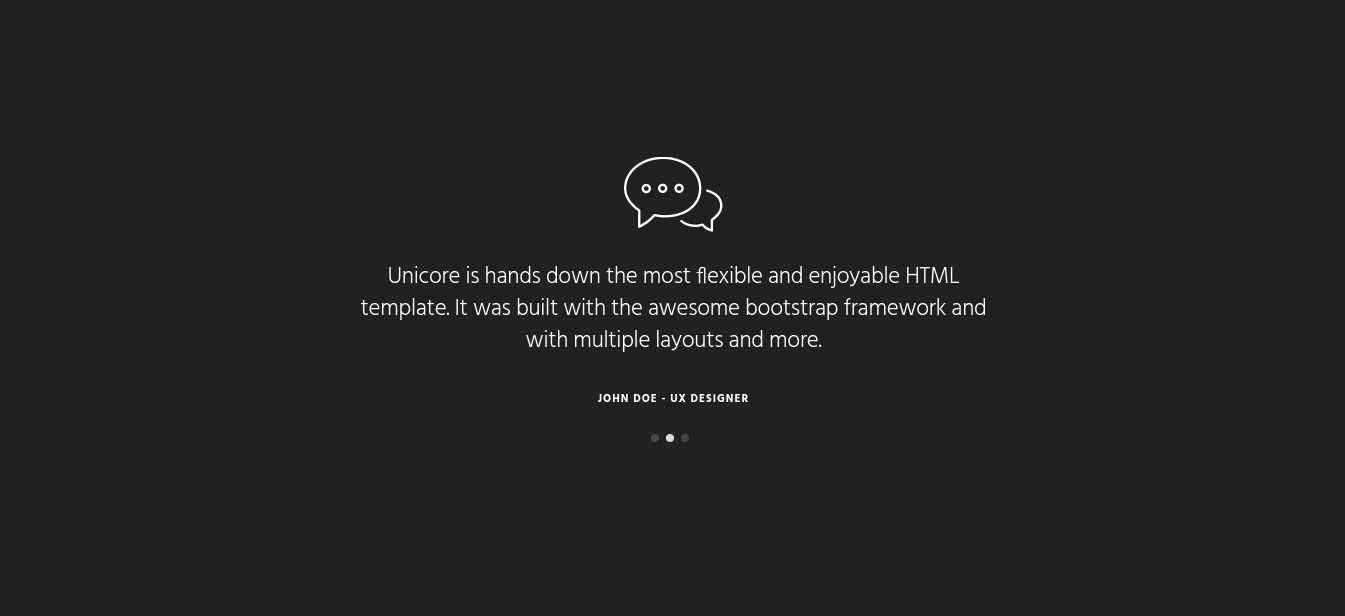 Unicore is hands down the most flexible and enjoyable HTML
template. It was built with the awesome bootstrap framework and
with multiple layouts and more.
JOHN DOE - UX DESIGNER